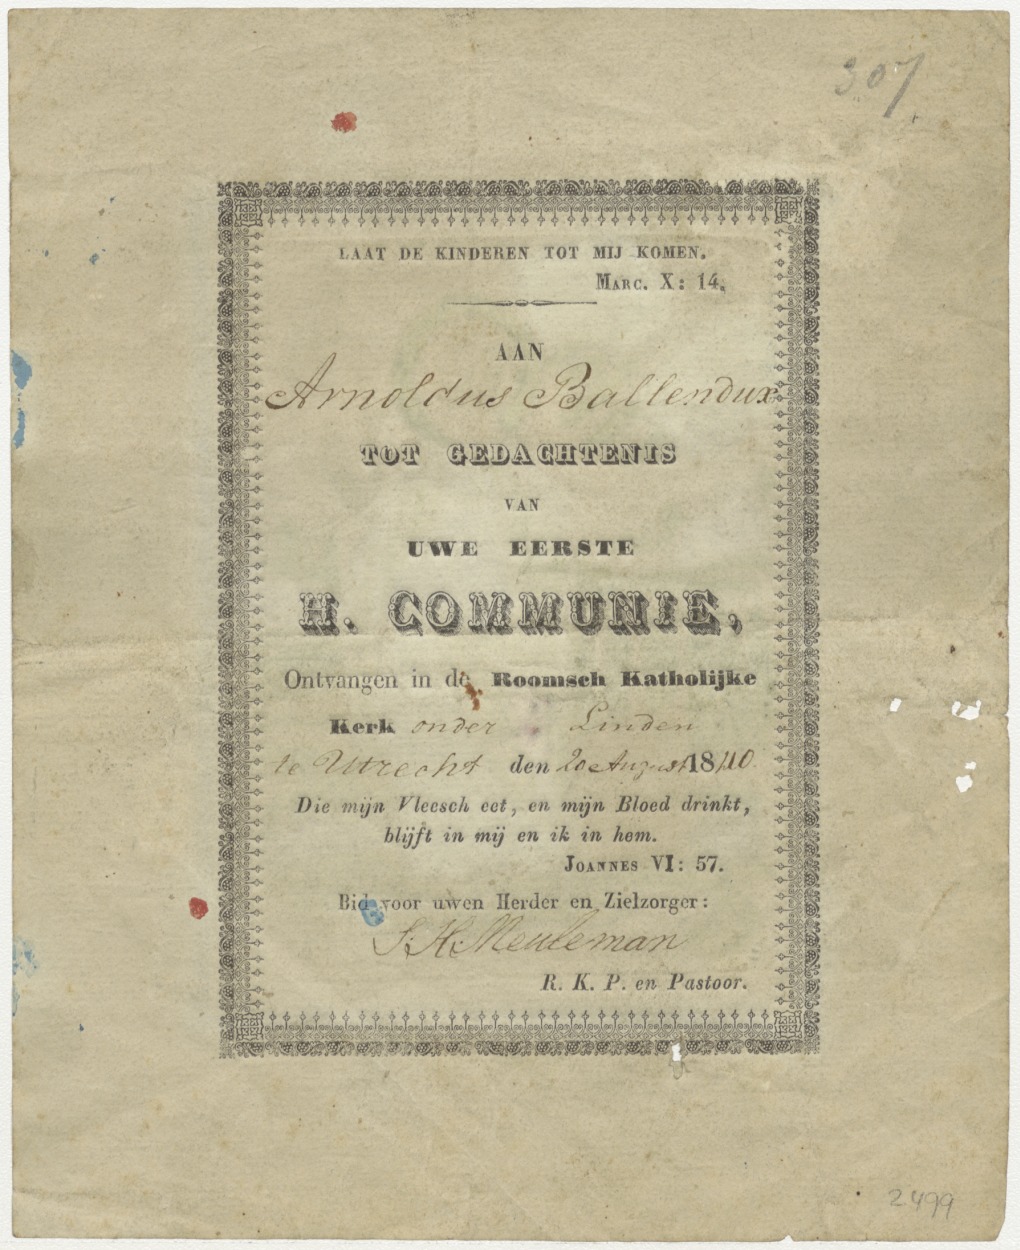 307
LAAT DE KINDEREN TOT MIJ KOMEN.
MARC. X: 14.
AAN
Arnoldus Ballendux
TOT GEDACHTENIS
VAN
UWE EERSTE
H. COMMUNIE,
Ontvangen in de Roomsch Katholijke
Kerk onder Linden
te Utrecht den 20 August 1840.
Die mijn Vleesch eet, en mijn Bloed drinkt,
blijft in mij en ik in hem.
JOANNES VI: 57.
Bid voor uwen Herder en Zielzorger:
S. H. Meuleman
R. K. P. en Pastoor.
2499